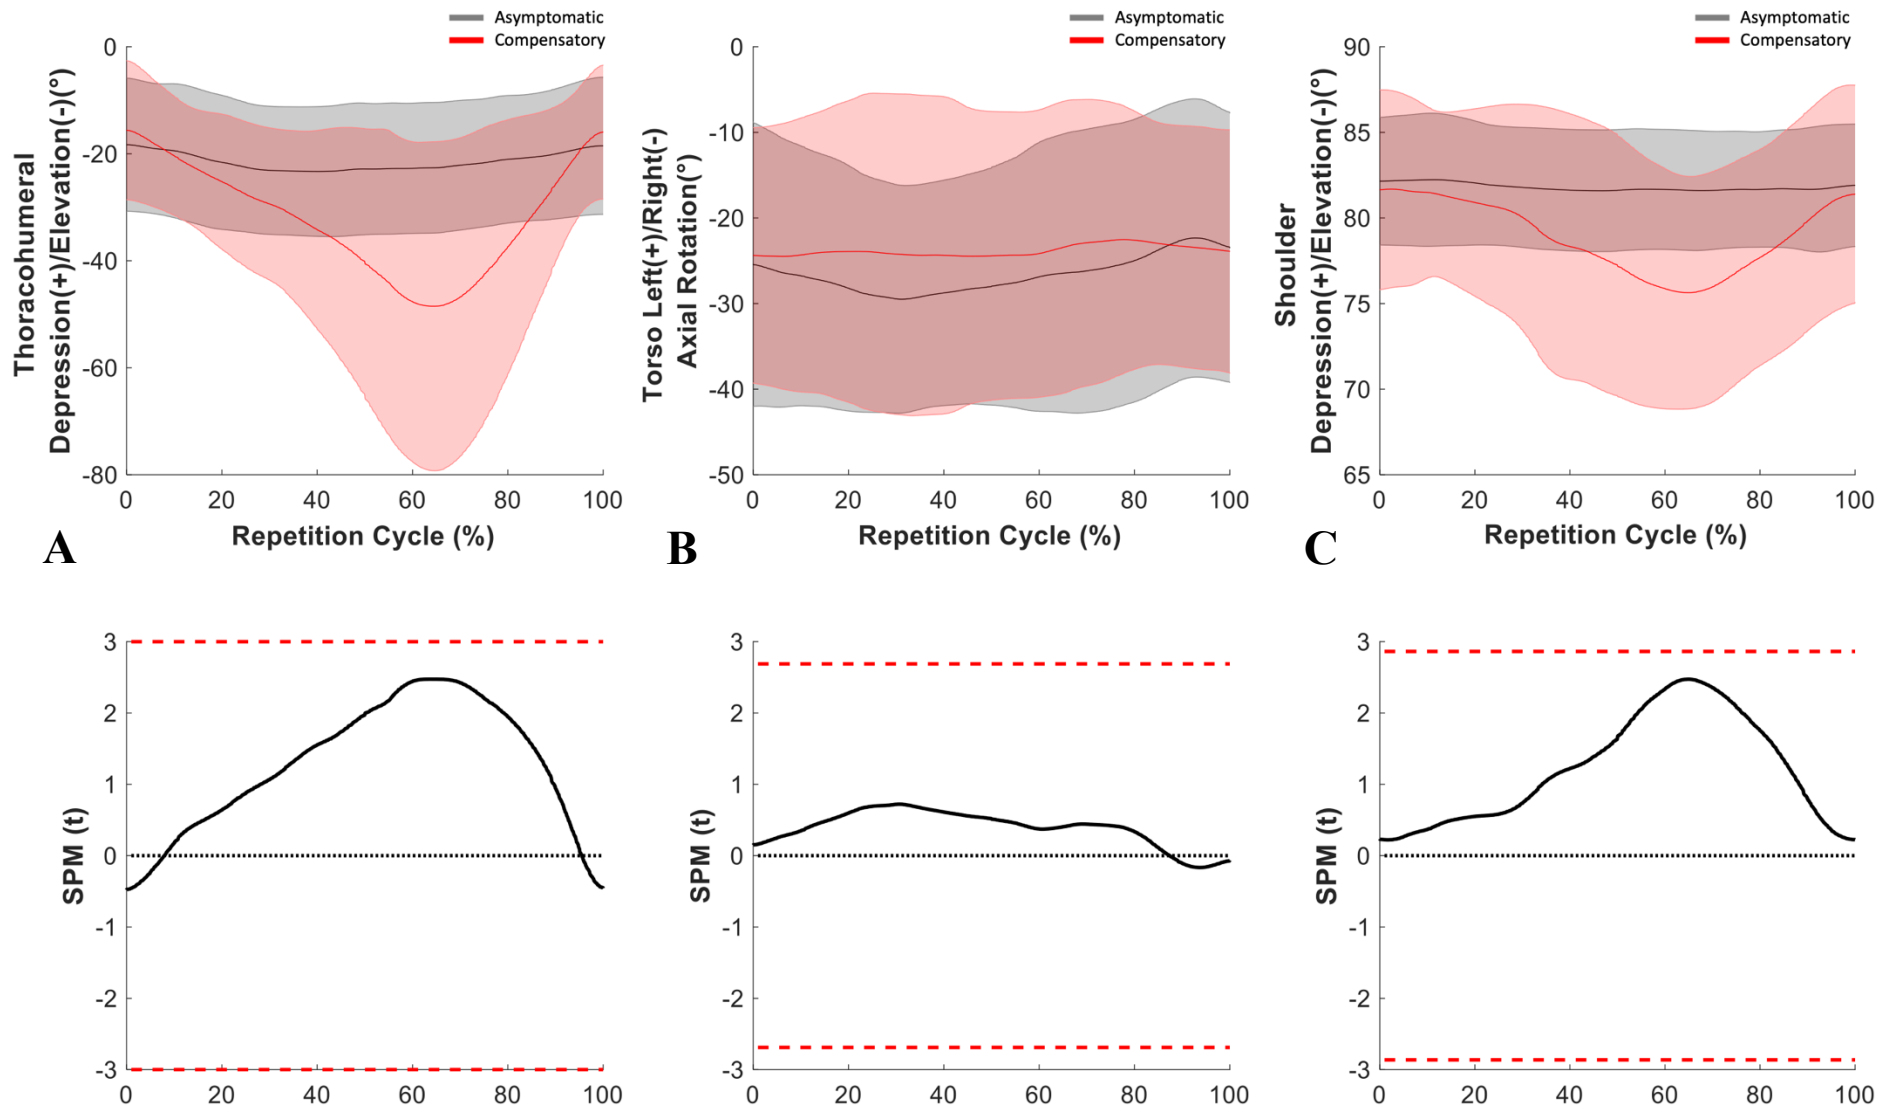 Asymptomatic
Compensatory
0
-20
-40
-60
-80
Thoracohumeral
Depression(+)/Elevation(-)(°)
0 20 40 60 80 100
Repetition Cycle (%)
A
Asymptomatic
Compensatory
0
-10
-20
-30
-40
-50
Torso Left(+)/Right(-)
Axial Rotation(°)
0 20 40 60 80 100
Repetition Cycle (%)
B
Asymptomatic
Compensatory
90
85
80
75
70
65
Shoulder
Depression(+)/Elevation(-)(°)
0 20 40 60 80 100
Repetition Cycle (%)
C
3
2
1
0
-1
-2
-3
SPM (t)
0 20 40 60 80 100
3
2
1
0
-1
-2
-3
SPM (t)
0 20 40 60 80 100
3
2
1
0
-1
-2
-3
SPM (t)
0 20 40 60 80 100